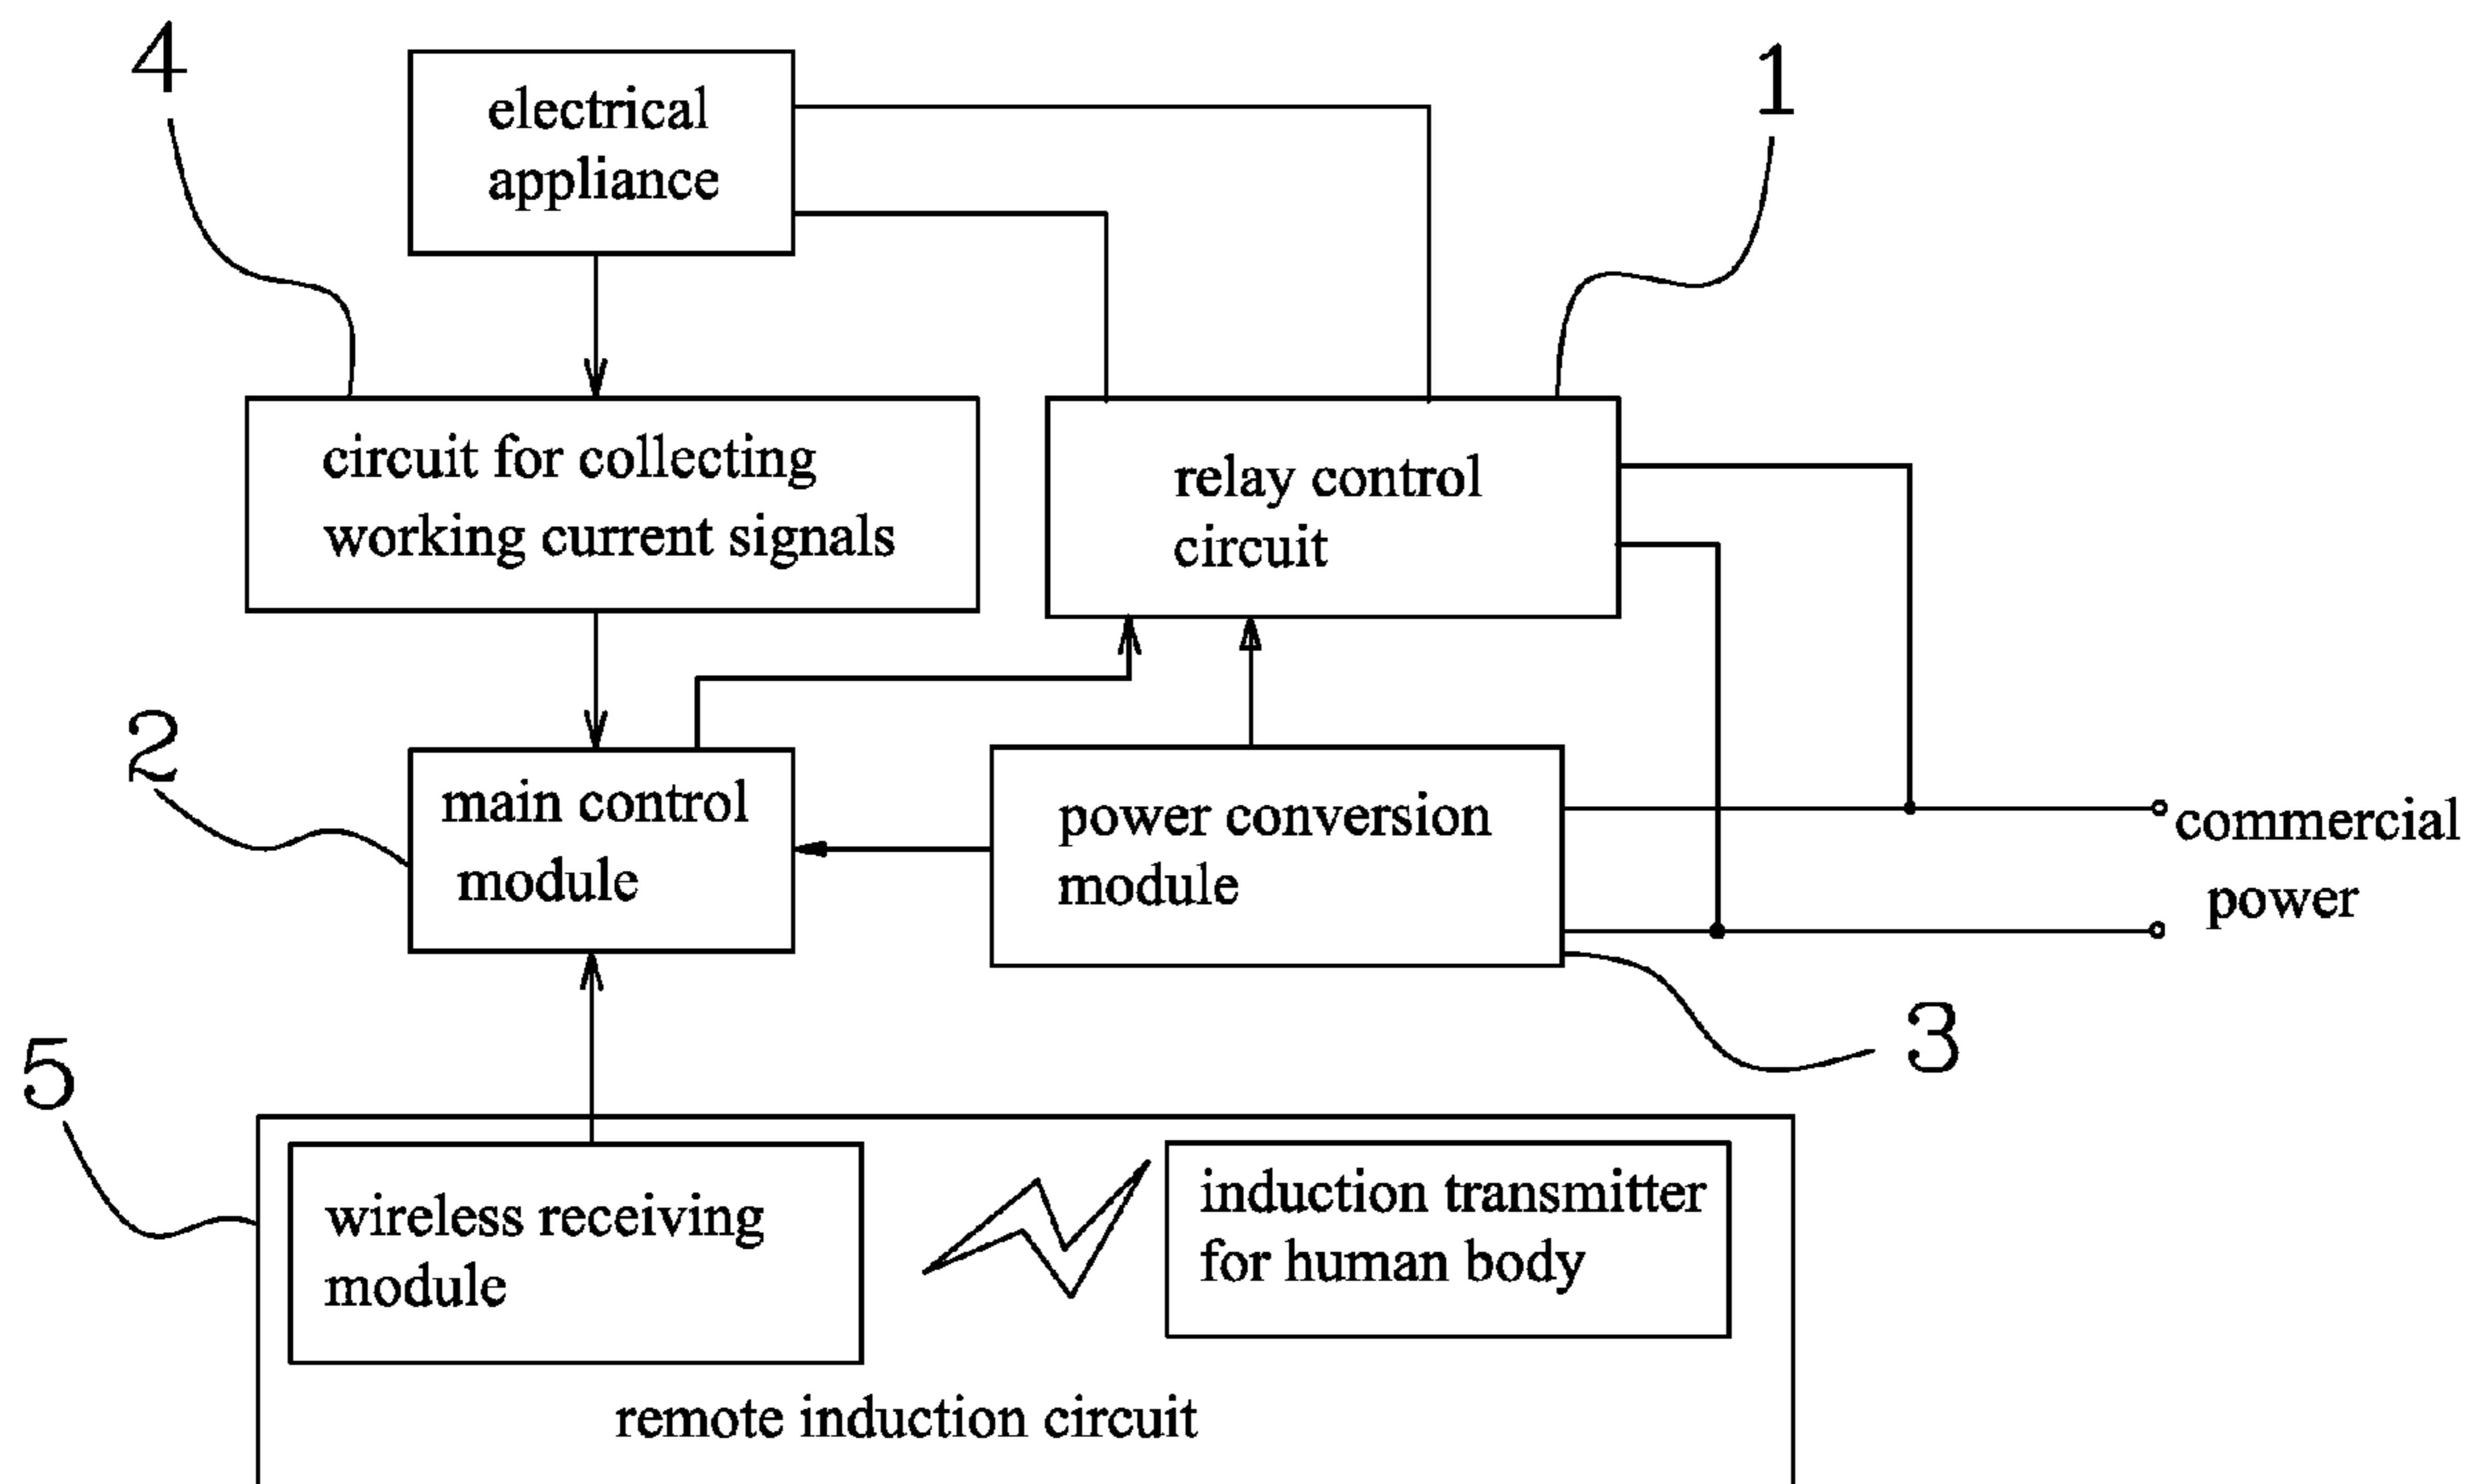 4
electrical
appliance
1
circuit for collecting
working current signals
relay control
circuit
2
main control
module
power conversion
module
commercial
power
3
5
wireless receiving
module
induction transmitter
for human body
remote induction circuit